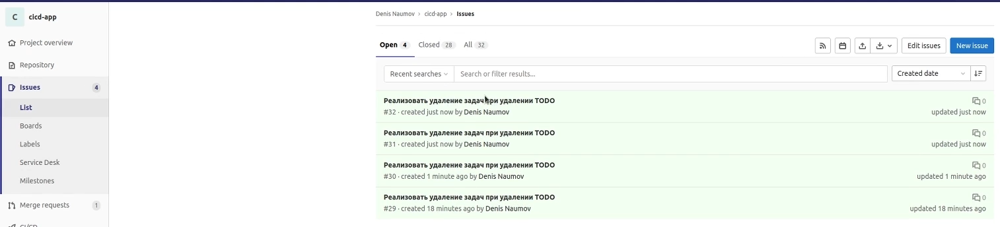 C cicd-app
Denis Naumov › cicd-app › Issues
Project overview
Repository
Issues 4
List
Boards
Labels
Service Desk
Milestones
Merge requests 1
CI/CD
Open 4 Closed 28 All 32
Edit issues New issue
Recent searches Search or filter results... Created date
Реализовать удаление задач при удалении TODO 0
#32 · created just now by Denis Naumov updated just now
Реализовать удаление задач при удалении TODO 0
#31 · created just now by Denis Naumov updated just now
Реализовать удаление задач при удалении TODO 0
#30 · created 1 minute ago by Denis Naumov updated 1 minute ago
Реализовать удаление задач при удалении TODO 0
#29 · created 18 minutes ago by Denis Naumov updated 18 minutes ago